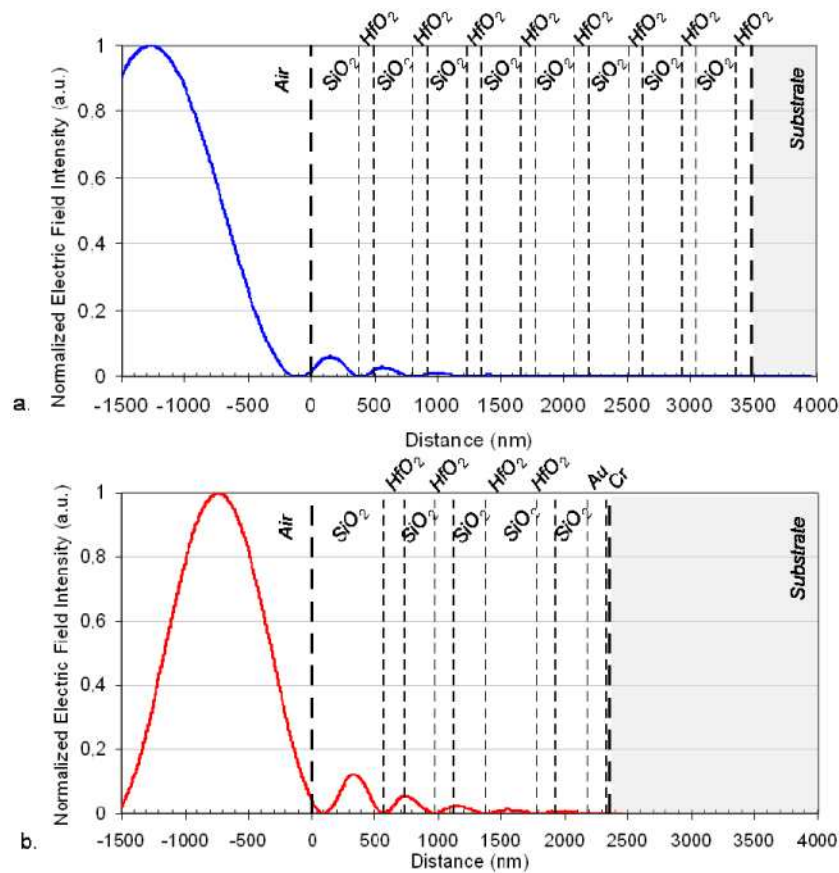 HfO2 HfO2 HfO2 HfO2 HfO2 HfO2 HfO2 HfO2
Air SiO2 SiO2 SiO2 SiO2 SiO2 SiO2 SiO2 SiO2 Substrate
Normalized Electric Field Intensity (a.u.)
1
0.8
0.6
0.4
0.2
0
a.
-1500 -1000 -500 0 500 1000 1500 2000 2500 3000 3500 4000
Distance (nm)
HfO2 HfO2 HfO2 HfO2 Au Cr
Air SiO2 SiO2 SiO2 SiO2 SiO2 Substrate
Normalized Electric Field Intensity (a.u.)
1
0.8
0.6
0.4
0.2
0
b.
-1500 -1000 -500 0 500 1000 1500 2000 2500 3000 3500 4000
Distance (nm)